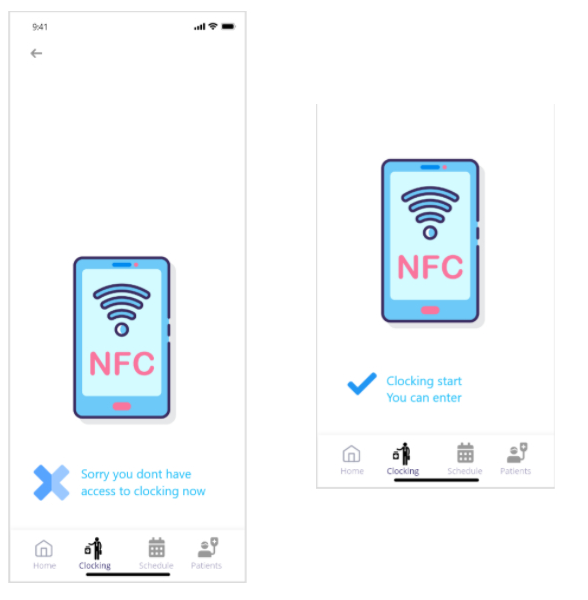 9:41
NFC
Sorry you dont have
access to clocking now
Home Clocking Schedule Patients
NFC
Clocking start
You can enter
Home Clocking Schedule Patients